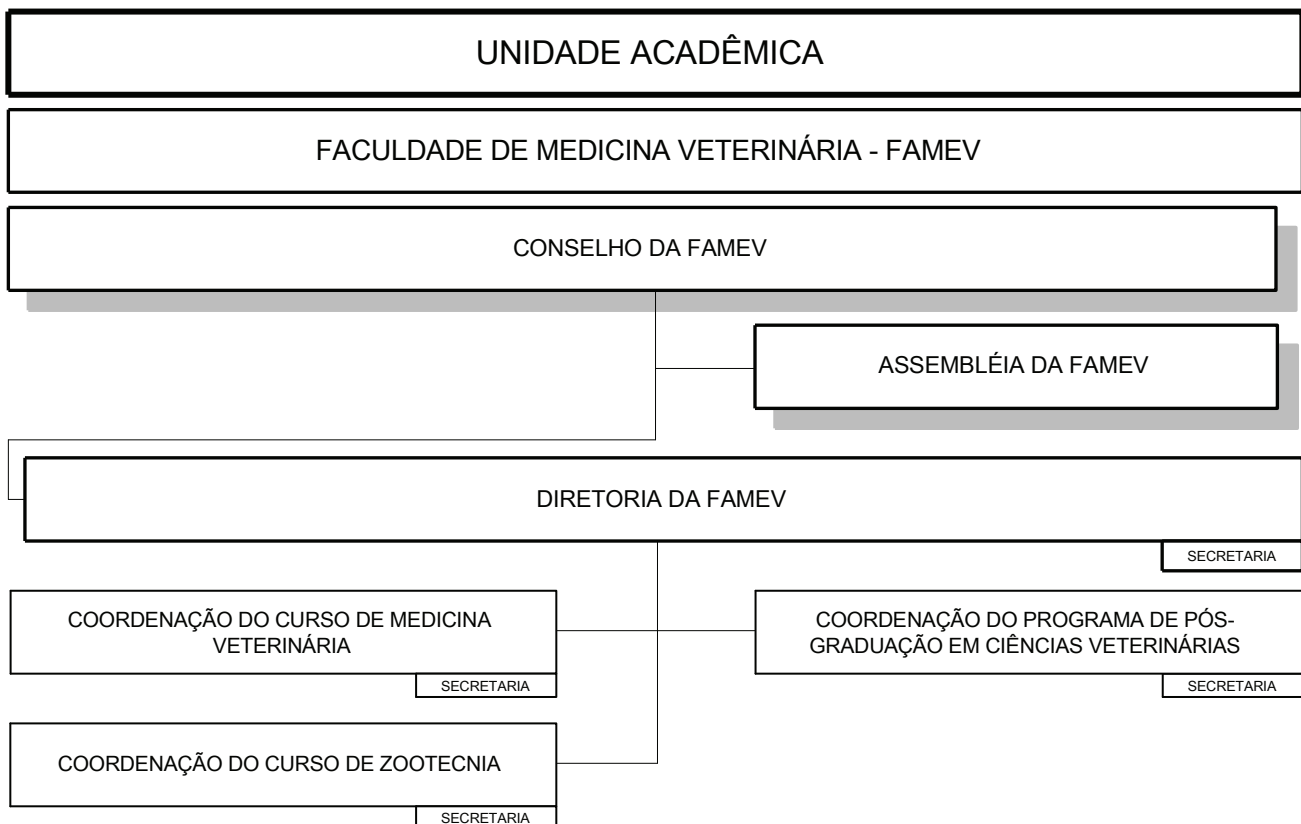 UNIDADE ACADÊMICA
FACULDADE DE MEDICINA VETERINÁRIA - FAMEV
CONSELHO DA FAMEV
ASSEMBLÉIA DA FAMEV
DIRETORIA DA FAMEV
SECRETARIA
COORDENAÇÃO DO CURSO DE MEDICINA
VETERINÁRIA
SECRETARIA
COORDENAÇÃO DO PROGRAMA DE PÓS-
GRADUAÇÃO EM CIÊNCIAS VETERINÁRIAS
SECRETARIA
COORDENAÇÃO DO CURSO DE ZOOTECNIA
SECRETARIA